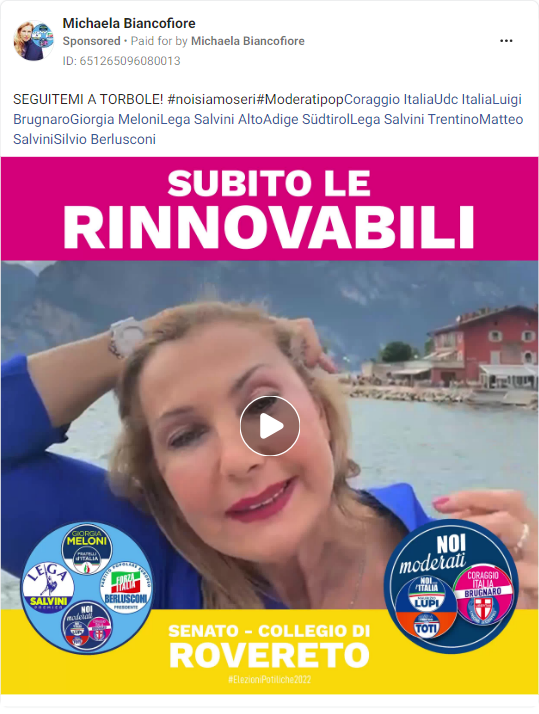 Michaela Biancofiore
Sponsored • Paid for by Michaela Biancofiore
ID: 651265096080013
SEGUITEMI A TORBOLE! #noisiamoseri#ModeratipopCoraggio ItaliaUdc ItaliaLuigi
BrugnaroGiorgia MeloniLega Salvini AltoAdige SüdtirolLega Salvini TrentinoMatteo
SalviniSilvio Berlusconi
SUBITO LE
RINNOVABILI
GIORGIA
MELONI
FRATELLI
d'ITALIA
LEGA
SALVINI
PREMIER
FORZA
ITALIA
BERLUSCONI
PRESIDENTE
NOI
moderati
NOI
moderati
NOI
l'ITALIA
LUPI
TOTI
CORAGGIO
ITALIA
BRUGNARO
SENATO - COLLEGIO DI
ROVERETO
#ElezioniPolitiche2022